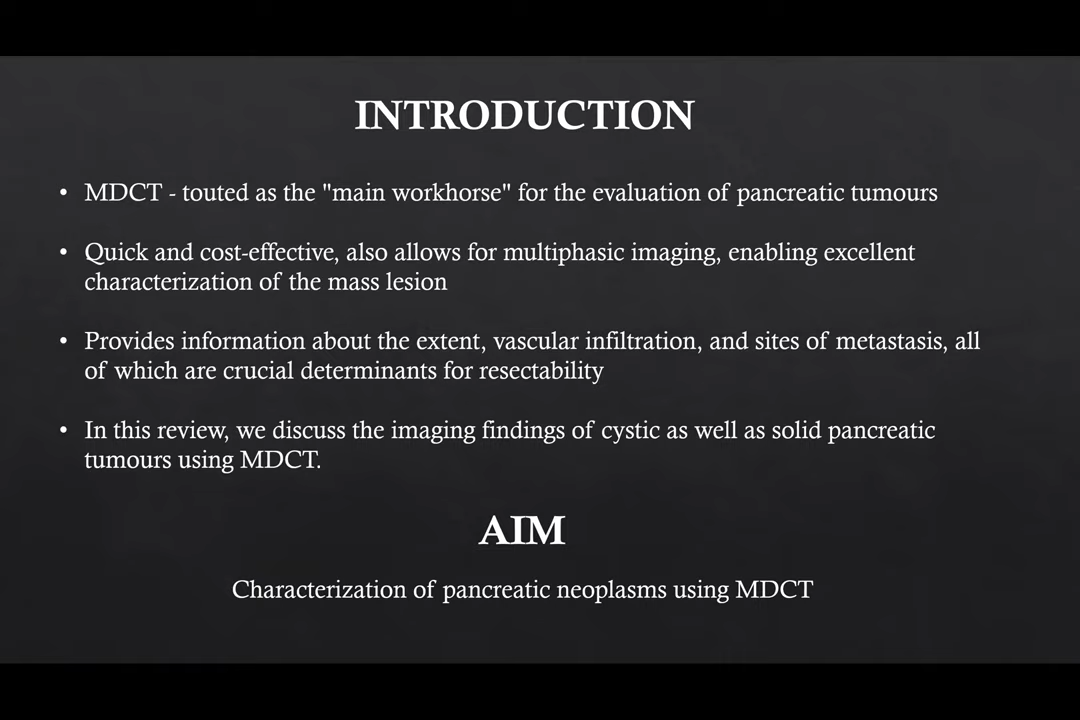 INTRODUCTION
• MDCT - touted as the "main workhorse" for the evaluation of pancreatic tumours
• Quick and cost-effective, also allows for multiphasic imaging, enabling excellent
characterization of the mass lesion
• Provides information about the extent, vascular infiltration, and sites of metastasis, all
of which are crucial determinants for resectability
• In this review, we discuss the imaging findings of cystic as well as solid pancreatic
tumours using MDCT.
AIM
Characterization of pancreatic neoplasms using MDCT